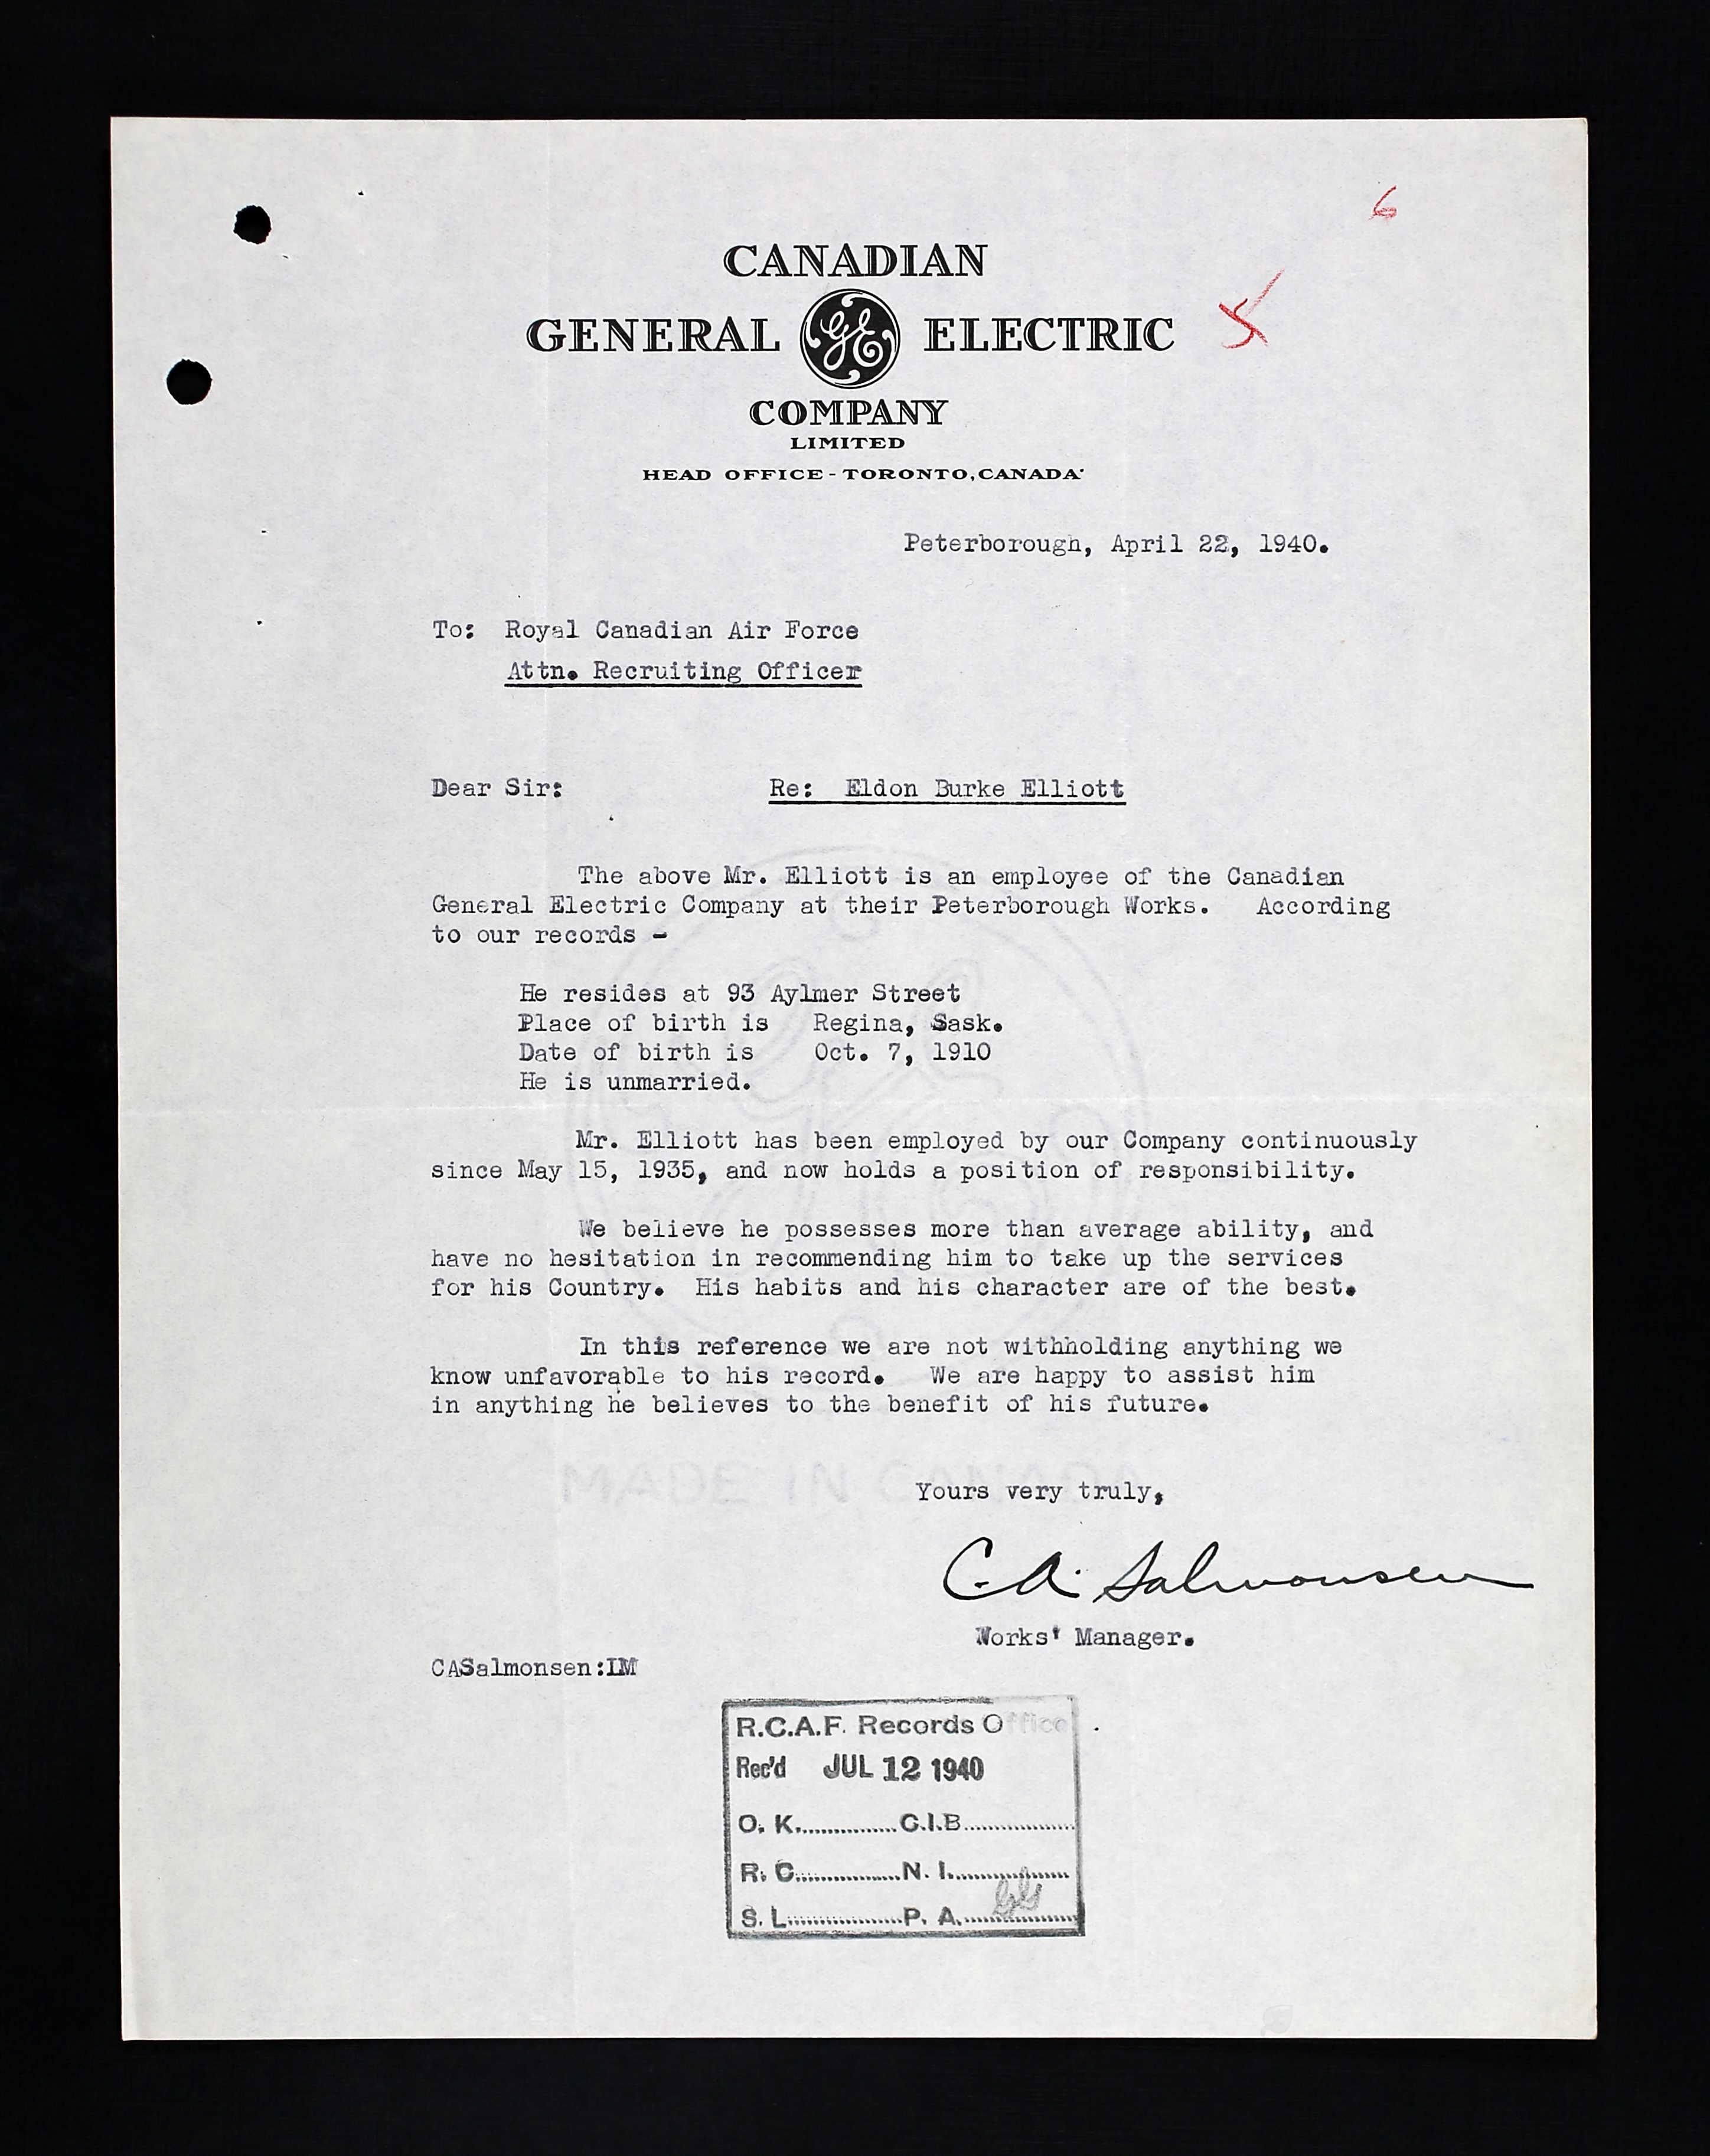 6
CANADIAN
GENERAL GE ELECTRIC
COMPANY
LIMITED
HEAD OFFICE - TORONTO, CANADA
5
Peterborough, April 22, 1940.
To: Royal Canadian Air Force
Attn. Recruiting Officer
Dear Sir: Re: Eldon Burke Elliott
The above Mr. Elliott is an employee of the Canadian
General Electric Company at their Peterborough Works. According
to our records -
He resides at 93 Aylmer Street
Place of birth is Regina, Sask.
Date of birth is Oct. 7, 1910
He is unmarried.
Mr. Elliott has been employed by our Company continuously
since May 15, 1935, and now holds a position of responsibility.
We believe he possesses more than average ability, and
have no hesitation in recommending him to take up the services
for his Country. His habits and his character are of the best.
In this reference we are not withholding anything we
know unfavorable to his record. We are happy to assist him
in anything he believes to the benefit of his future.
MADE IN CANADA
Yours very truly,
C.A. Salmonsen
Works' Manager.
CASalmonsen:IM
R.C.A.F. Records Office
Rec'd JUL 12 1940
O. K. ............... C.I.B. ...............
R. C. ............... N. I. ...............
S. L. ............... P. A. ...............